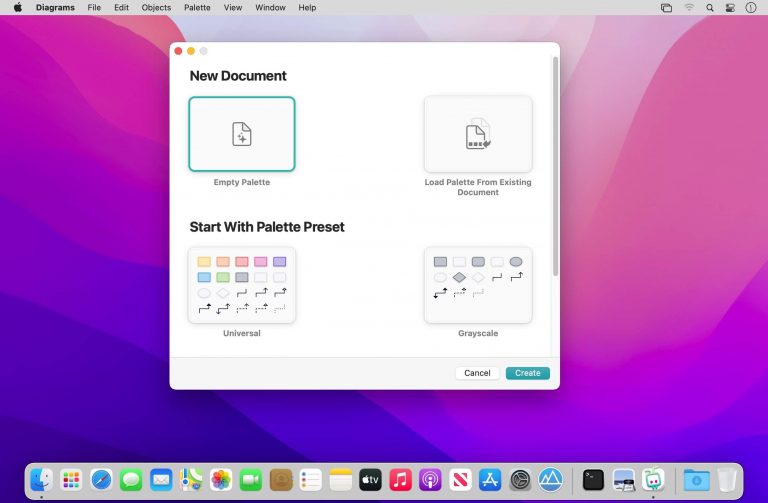 Diagrams File Edit Objects Palette View Window Help
New Document
Empty Palette
Load Palette From Existing
Document
Start With Palette Preset
Universal
Grayscale
Cancel Create
tv